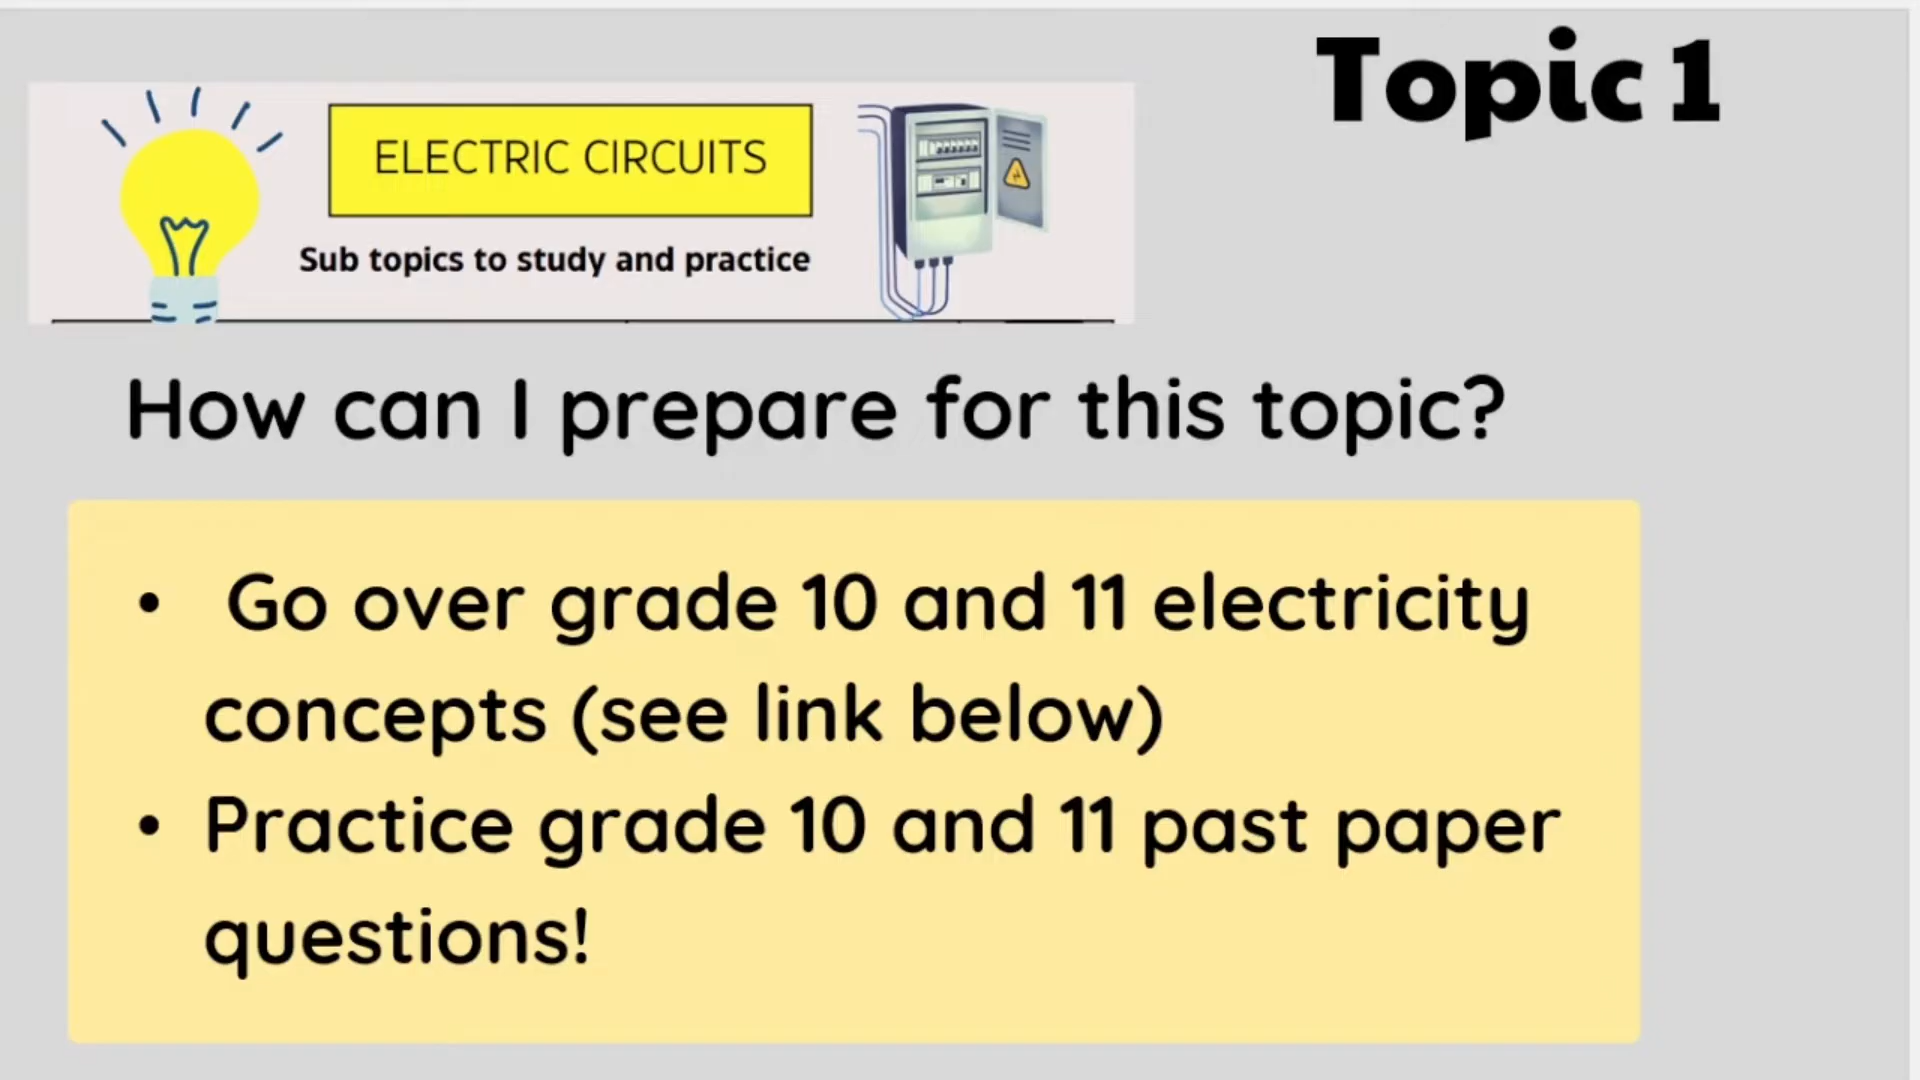 Topic 1
ELECTRIC CIRCUITS
Sub topics to study and practice
How can I prepare for this topic?
• Go over grade 10 and 11 electricity
concepts (see link below)
• Practice grade 10 and 11 past paper
questions!